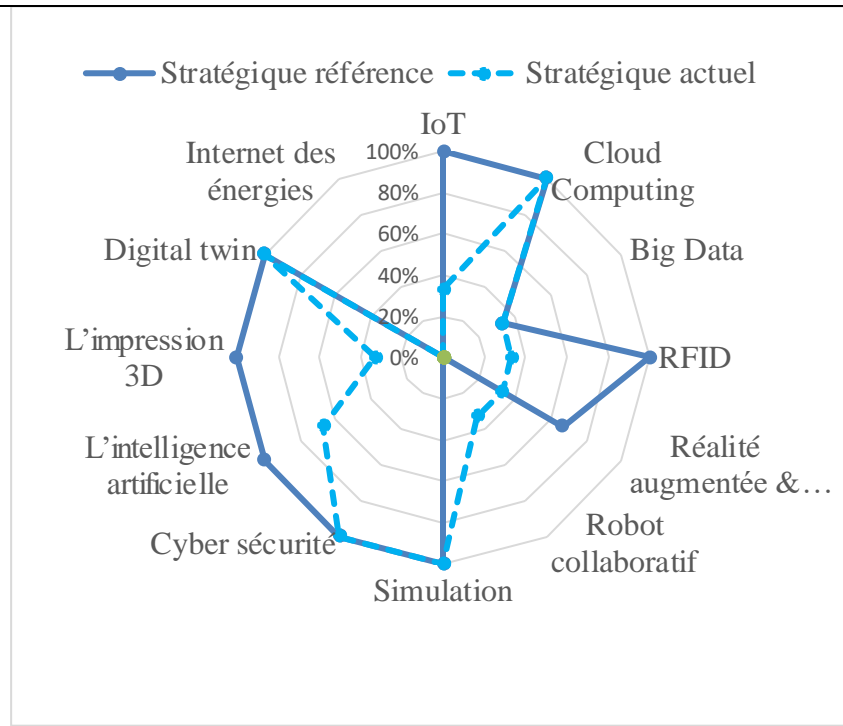 Stratégique référence
Stratégique actuel
IoT
Cloud
Computing
Big Data
RFID
Réalité
augmentée &…
Robot
collaboratif
Simulation
Cyber sécurité
L'intelligence
artificielle
L'impression
3D
Digital twin
Internet des
énergies
100%
80%
60%
40%
20%
0%